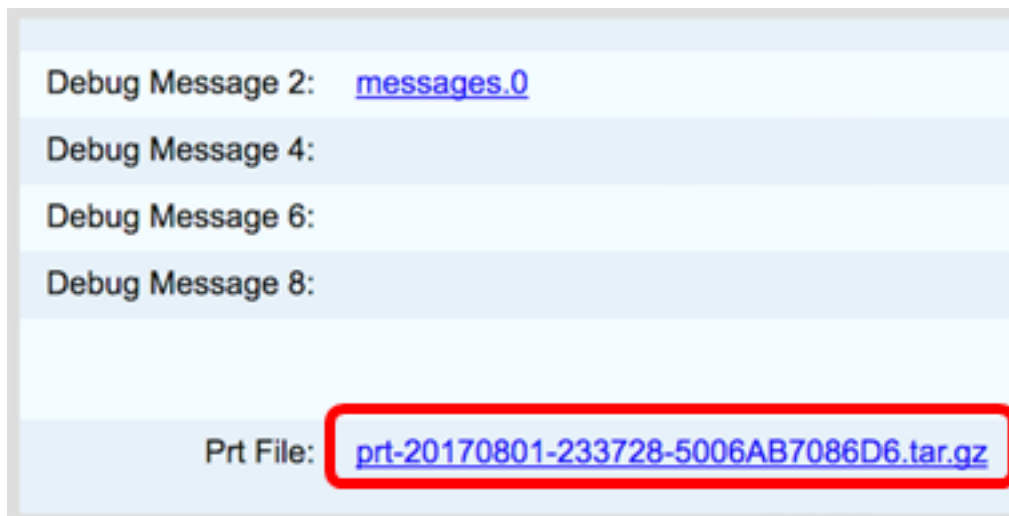 Debug Message 2: messages.0
Debug Message 4:
Debug Message 6:
Debug Message 8:
Prt File: prt-20170801-233728-5006AB7086D6.tar.gz